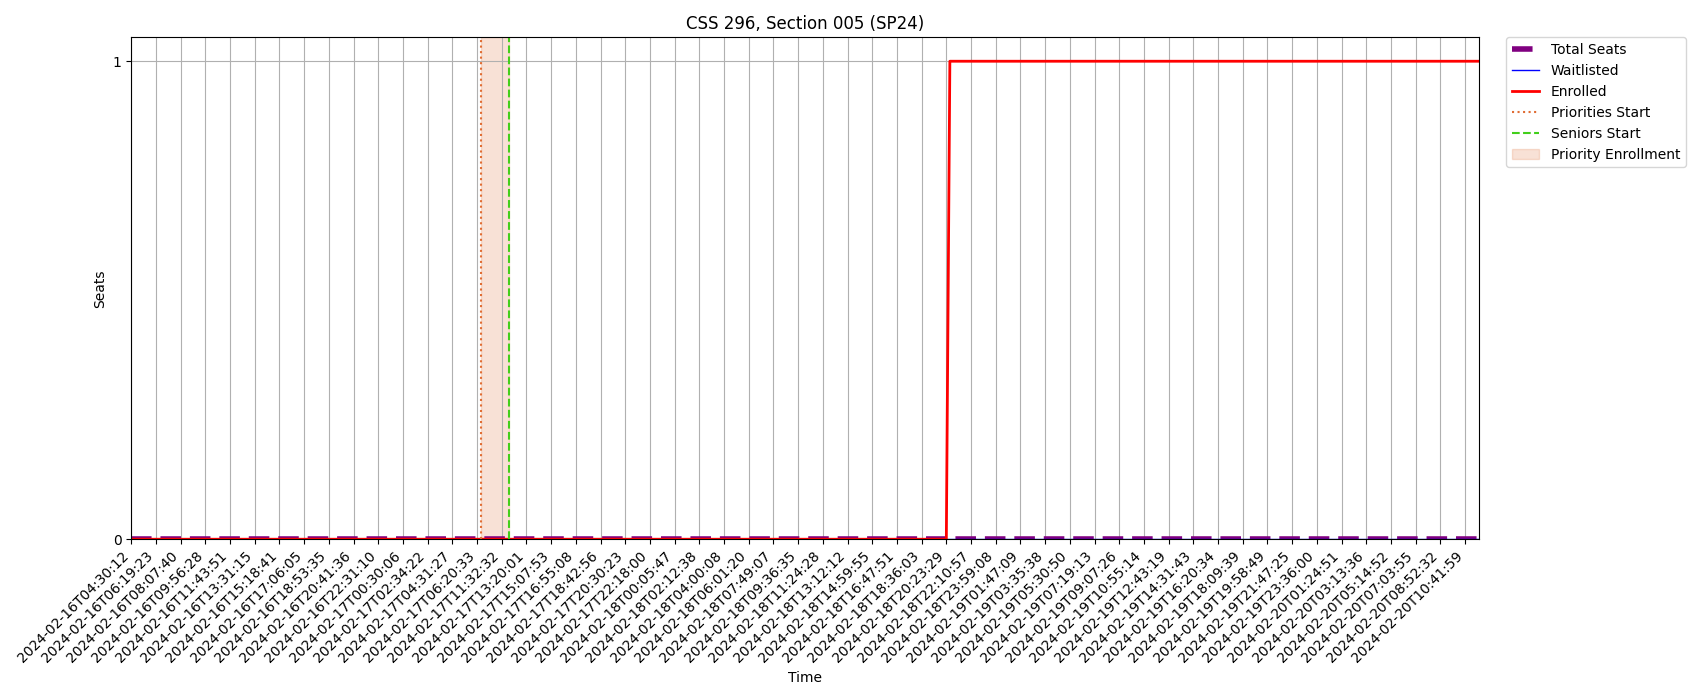 CSS 296, Section 005 (SP24)
Total Seats
Waitlisted
Enrolled
Priorities Start
Seniors Start
Priority Enrollment
Seats
1
0
2024-02-16T04:30:12
2024-02-16T06:19:23
2024-02-16T08:07:40
2024-02-16T09:56:28
2024-02-16T11:43:51
2024-02-16T13:31:15
2024-02-16T15:18:41
2024-02-16T17:06:05
2024-02-16T18:53:35
2024-02-16T20:41:36
2024-02-16T22:31:10
2024-02-17T00:30:06
2024-02-17T02:34:22
2024-02-17T04:31:27
2024-02-17T06:20:33
2024-02-17T11:32:32
2024-02-17T13:20:01
2024-02-17T15:07:53
2024-02-17T16:55:08
2024-02-17T18:42:56
2024-02-17T20:30:23
2024-02-17T22:18:00
2024-02-18T00:05:47
2024-02-18T02:12:38
2024-02-18T04:00:08
2024-02-18T06:01:20
2024-02-18T07:49:07
2024-02-18T09:36:35
2024-02-18T11:24:28
2024-02-18T13:12:12
2024-02-18T14:59:55
2024-02-18T16:47:51
2024-02-18T18:36:03
2024-02-18T20:23:29
2024-02-18T22:10:57
2024-02-18T23:59:08
2024-02-19T01:47:09
2024-02-19T03:35:38
2024-02-19T05:30:50
2024-02-19T07:19:13
2024-02-19T09:07:26
2024-02-19T10:55:14
2024-02-19T12:43:19
2024-02-19T14:31:43
2024-02-19T16:20:34
2024-02-19T18:09:39
2024-02-19T19:58:49
2024-02-19T21:47:25
2024-02-19T23:36:00
2024-02-20T01:24:51
2024-02-20T03:13:36
2024-02-20T05:14:52
2024-02-20T07:03:55
2024-02-20T08:52:32
2024-02-20T10:41:59
Time